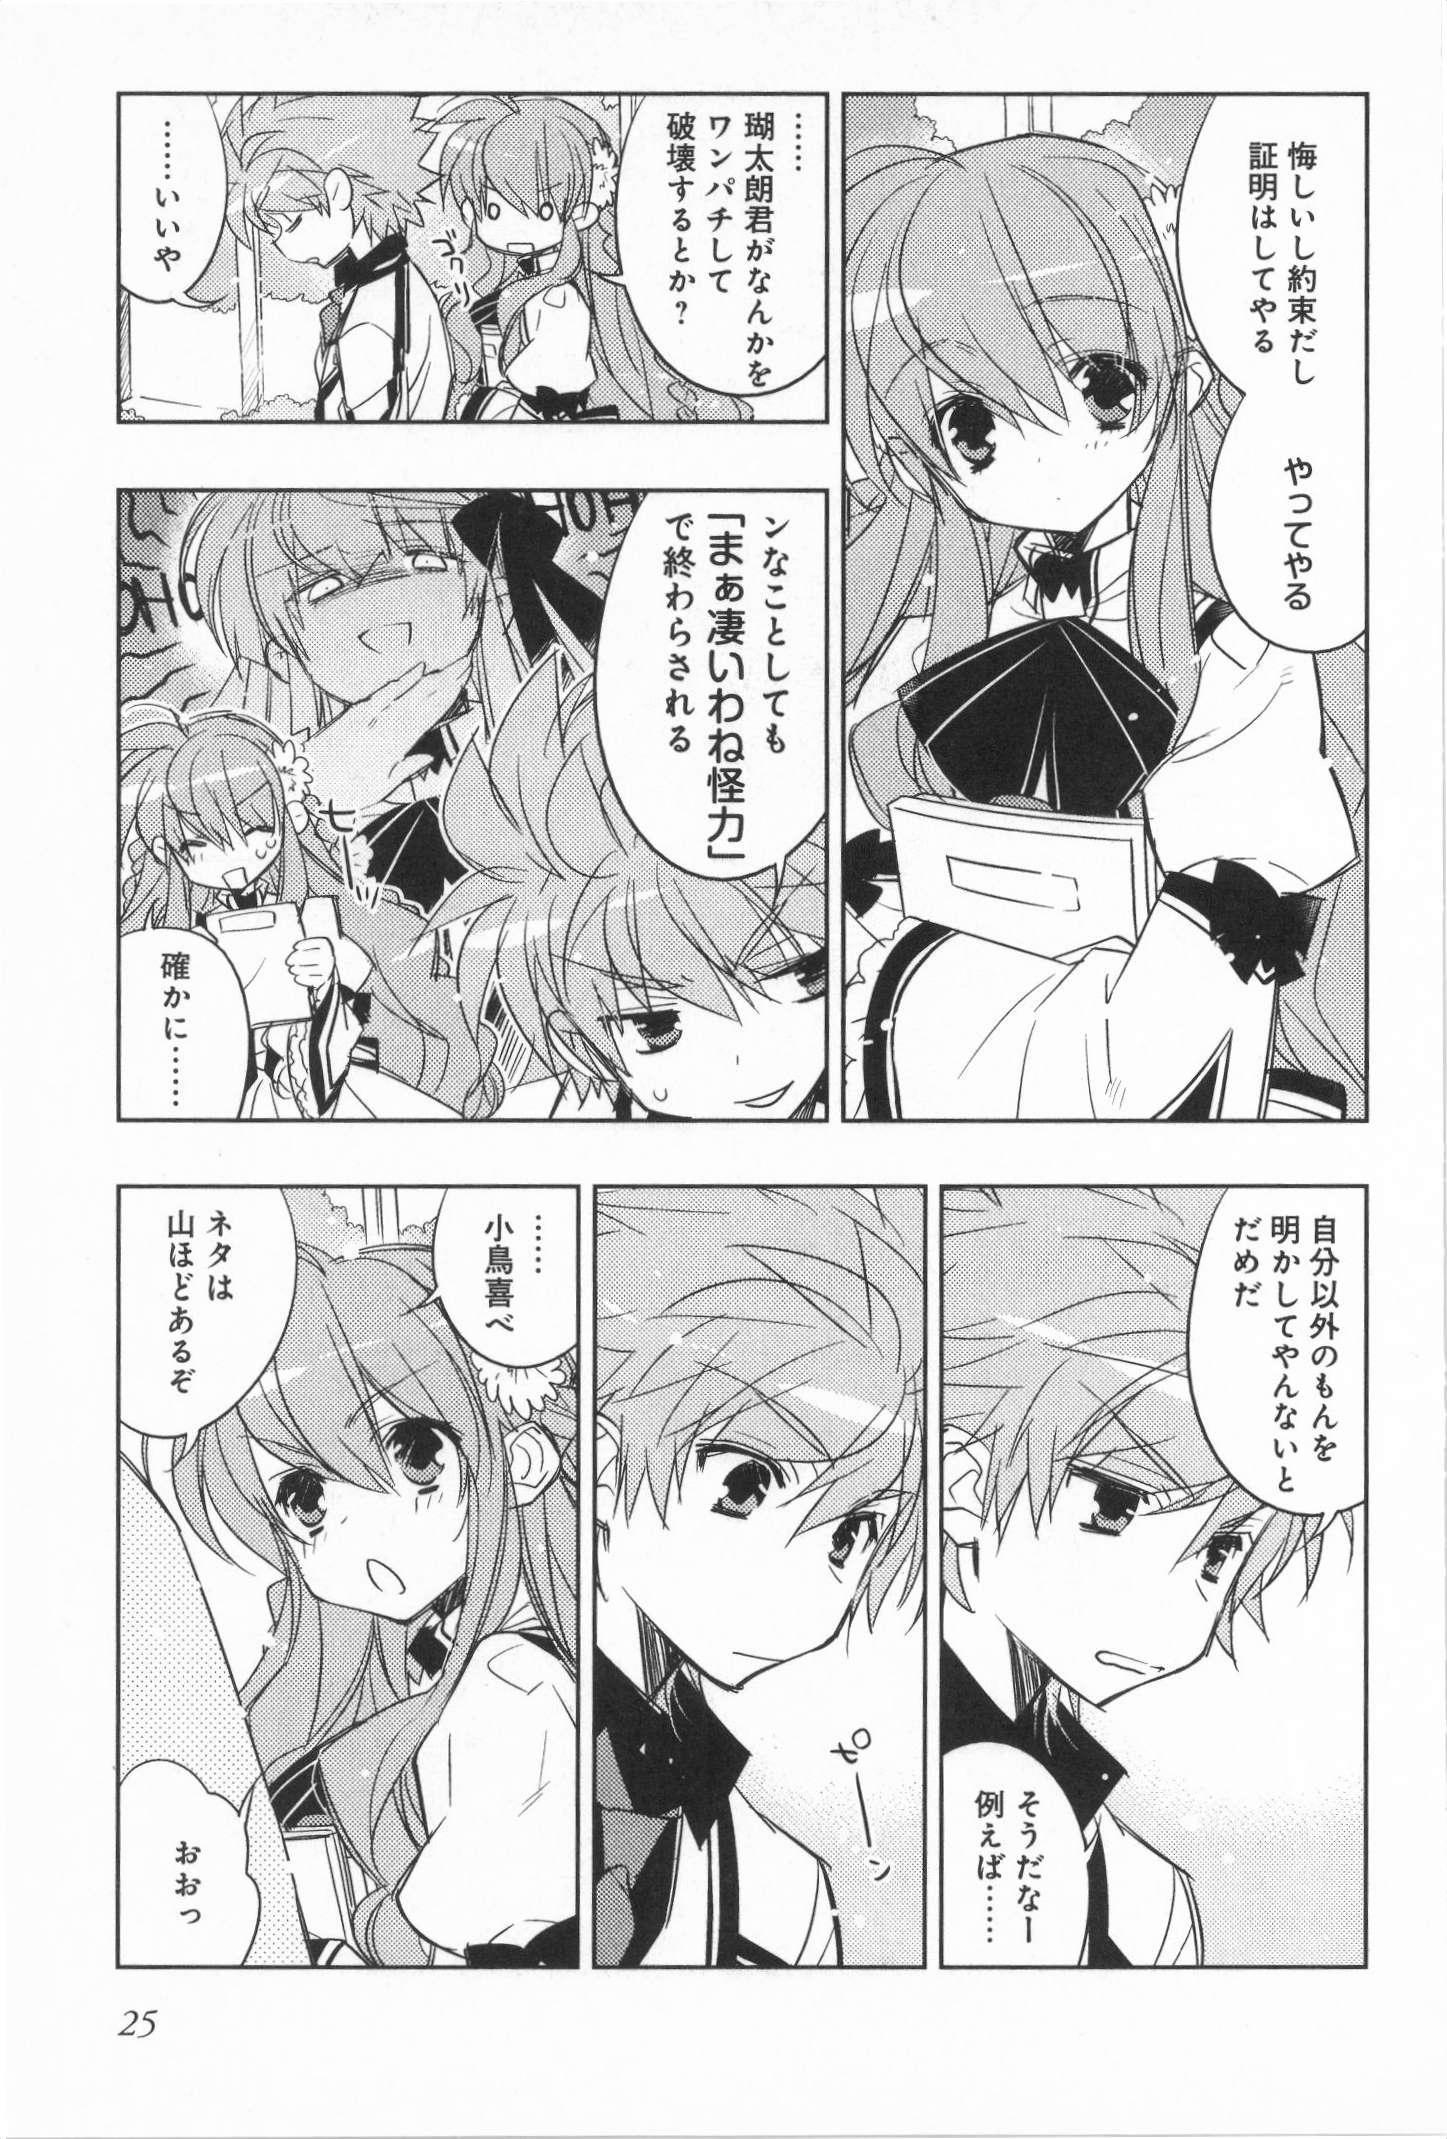 悔しいし約束だし
証明はしてやる
やってやる
……
瑚太朗君がなんかを
ワンパチして
破壊するとか？
ゴクリ
……いいや
ンなことしても
「まぁ凄いわね怪力」
で終わらされる
HOH
OHO
確かに……
自分以外のもんを
明かしてやんないと
だめだ
そうだなー
例えば……
ピーン
……
小鳥喜べ
ネタは
山ほどあるぞ
おおっ
25